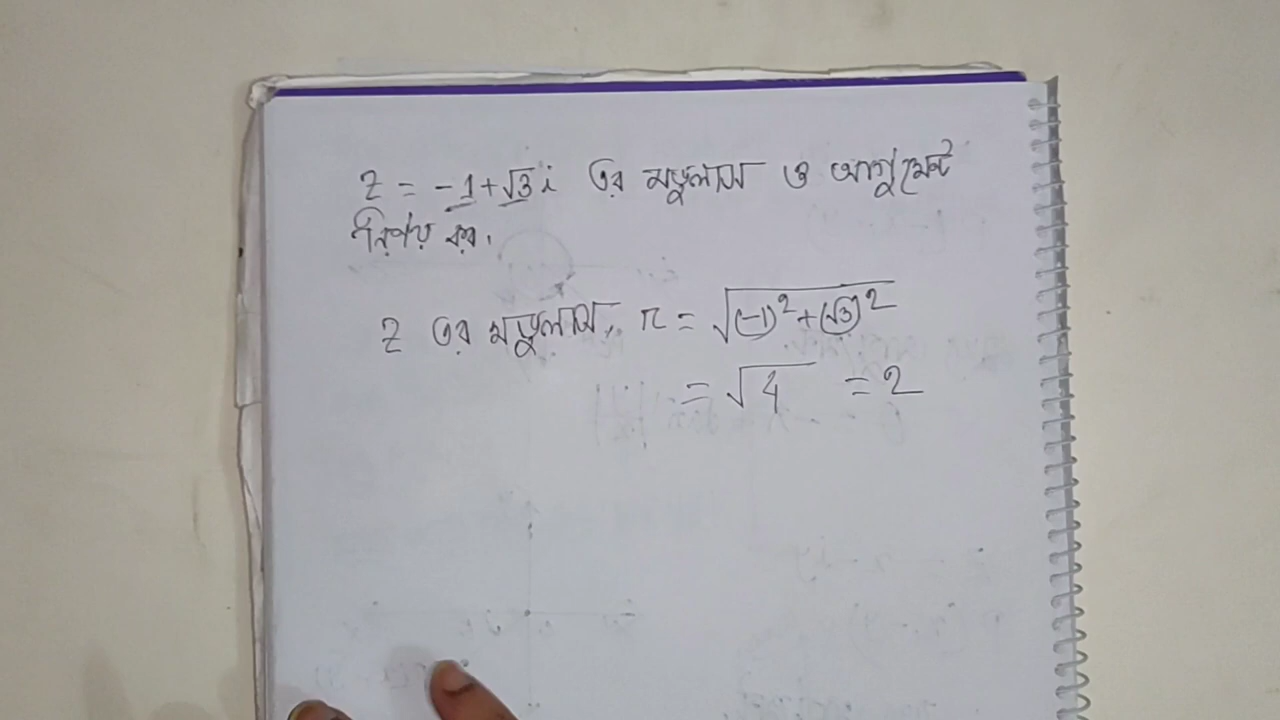 z = -1+√3 i এর মডুলাস ও আর্গুমেন্ট
নির্ণয় কর।
z এর মডুলাস, r = √(-1)² + (√3)²
= √4 = 2